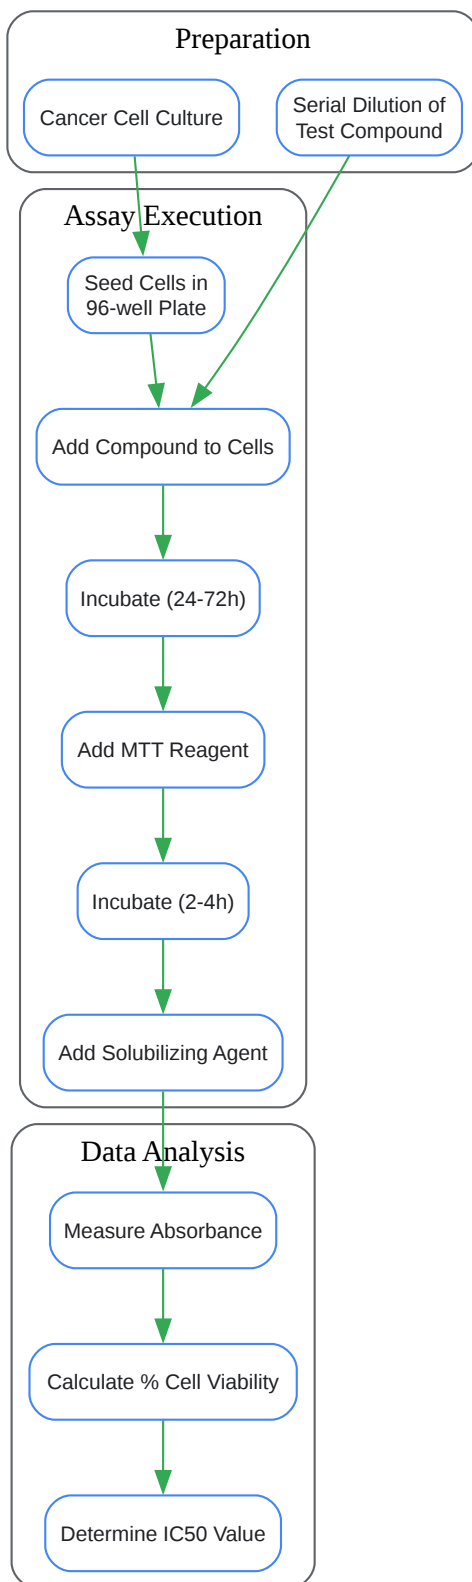 Preparation
Cancer Cell Culture
Serial Dilution of
Test Compound
Assay Execution
Seed Cells in
96-well Plate
Add Compound to Cells
Incubate (24-72h)
Add MTT Reagent
Incubate (2-4h)
Add Solubilizing Agent
Data Analysis
Measure Absorbance
Calculate % Cell Viability
Determine IC50 Value